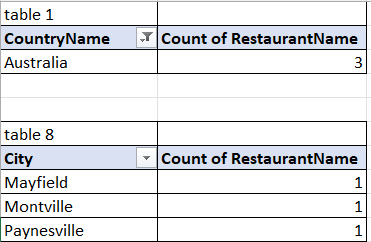 table 1
CountryName Count of RestaurantName
Australia 3
table 8
City Count of RestaurantName
Mayfield 1
Montville 1
Paynesville 1